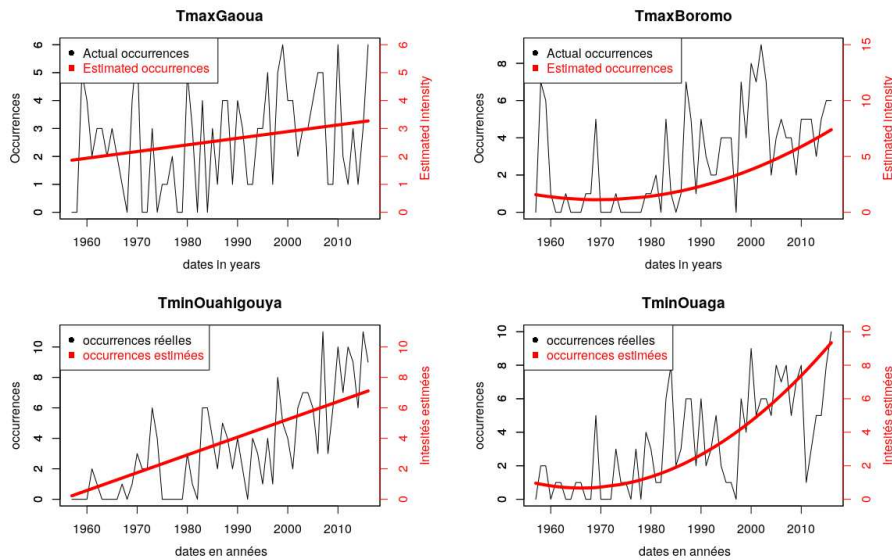 TmaxGaoua
Actual occurrences
Estimated occurrences
Occurrences
0 1 2 3 4 5 6
0 1 2 3 4 5 6
Estimated Intensity
1960 1970 1980 1990 2000 2010
dates in years
TmaxBoromo
Actual occurrences
Estimated occurrences
Occurrences
0 2 4 6 8
0 5 10 15
Estimated Intensity
1960 1970 1980 1990 2000 2010
dates in years
TminOuahigouya
occurrences réelles
occurrences estimées
occurrences
0 2 4 6 8 10
0 2 4 6 8 10
Intesités estimées
1960 1970 1980 1990 2000 2010
dates en années
TminOuaga
occurrences réelles
occurrences estimées
occurrences
0 2 4 6 8 10
0 2 4 6 8 10
Intesités estimées
1960 1970 1980 1990 2000 2010
dates en années